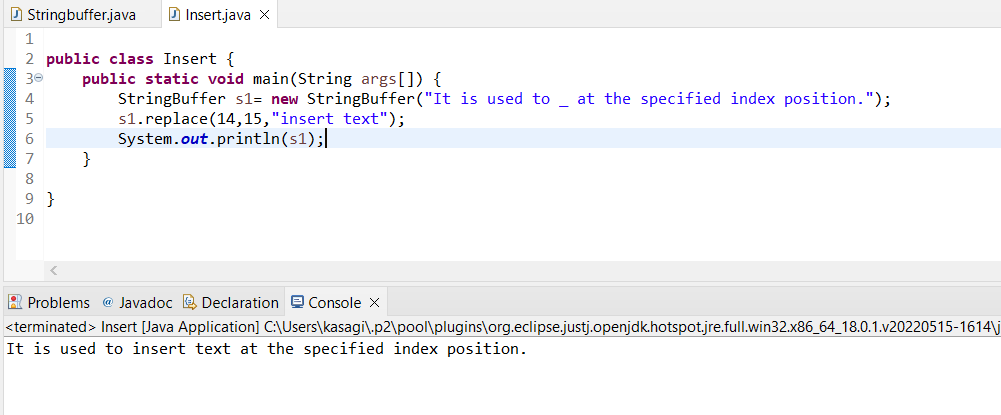 Stringbuffer.java Insert.java
1
2 public class Insert {
3 public static void main(String args[]) {
4 StringBuffer s1= new StringBuffer("It is used to _ at the specified index position.");
5 s1.replace(14,15,"insert text");
6 System.out.println(s1);
7 }
8
9 }
10
Problems @ Javadoc Declaration Console
<terminated> Insert [Java Application] C:\Users\kasagi\.p2\pool\plugins\org.eclipse.justj.openjdk.hotspot.jre.full.win32.x86_64_18.0.1.v20220515-1614\j
It is used to insert text at the specified index position.